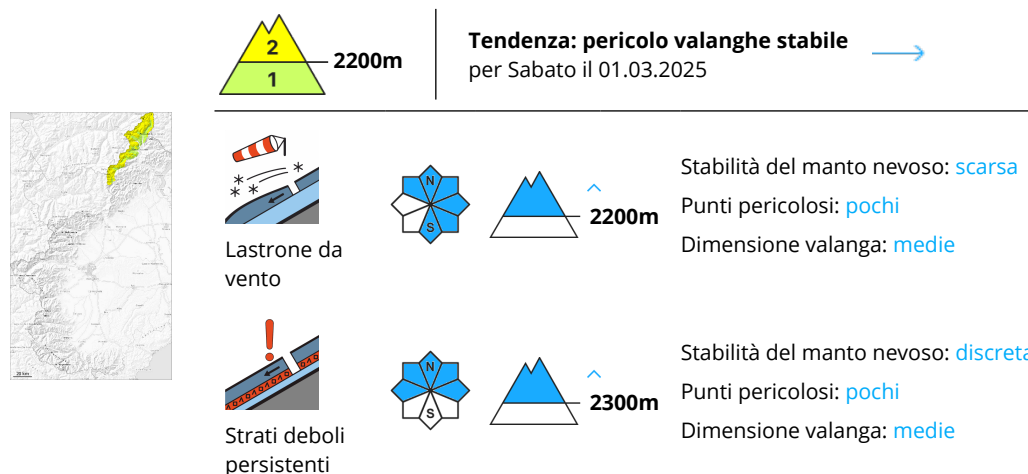 2
1
2200m
Tendenza: pericolo valanghe stabile
per Sabato il 01.03.2025
20 km
N
S
2200m
Stabilità del manto nevoso: scarsa
Punti pericolosi: pochi
Dimensione valanga: medie
Lastrone da
vento
N
S
2300m
Stabilità del manto nevoso: discreta
Punti pericolosi: pochi
Dimensione valanga: medie
Strati deboli
persistenti